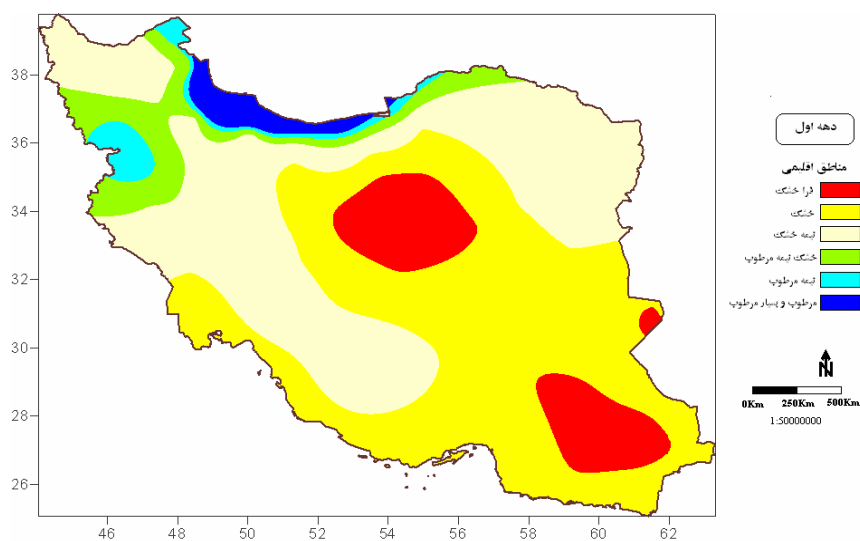 دهه اول
مناطق اقلیمی
فرا خشک
خشک
نیمه خشک
خشک نیمه مرطوب
نیمه مرطوب
مرطوب و بسیار مرطوب
N
0Km 250Km 500Km
1:50000000
38
36
34
32
30
28
26
46 48 50 52 54 56 58 60 62